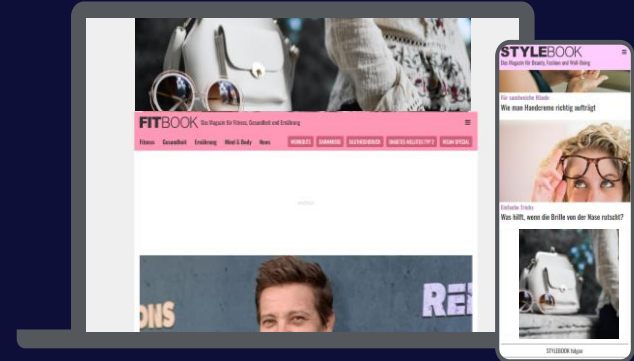 FITBOOK Das Magazin für Fitness, Gesundheit und Ernährung
Fitness Gesundheit Ernährung Mind & Body News WORKOUTS DIABETES MELLITUS TYP 2 VEGAN-SPECIAL
ONS
RE
STYLEBOOK
Das Magazin für Beauty, Fashion und Well-Being
Für samtweiche Hände
Wie man Handcreme richtig aufträgt
Einfache Tricks
Was hilft, wenn die Brille von der Nase rutscht?
STYLEBOOK folgen